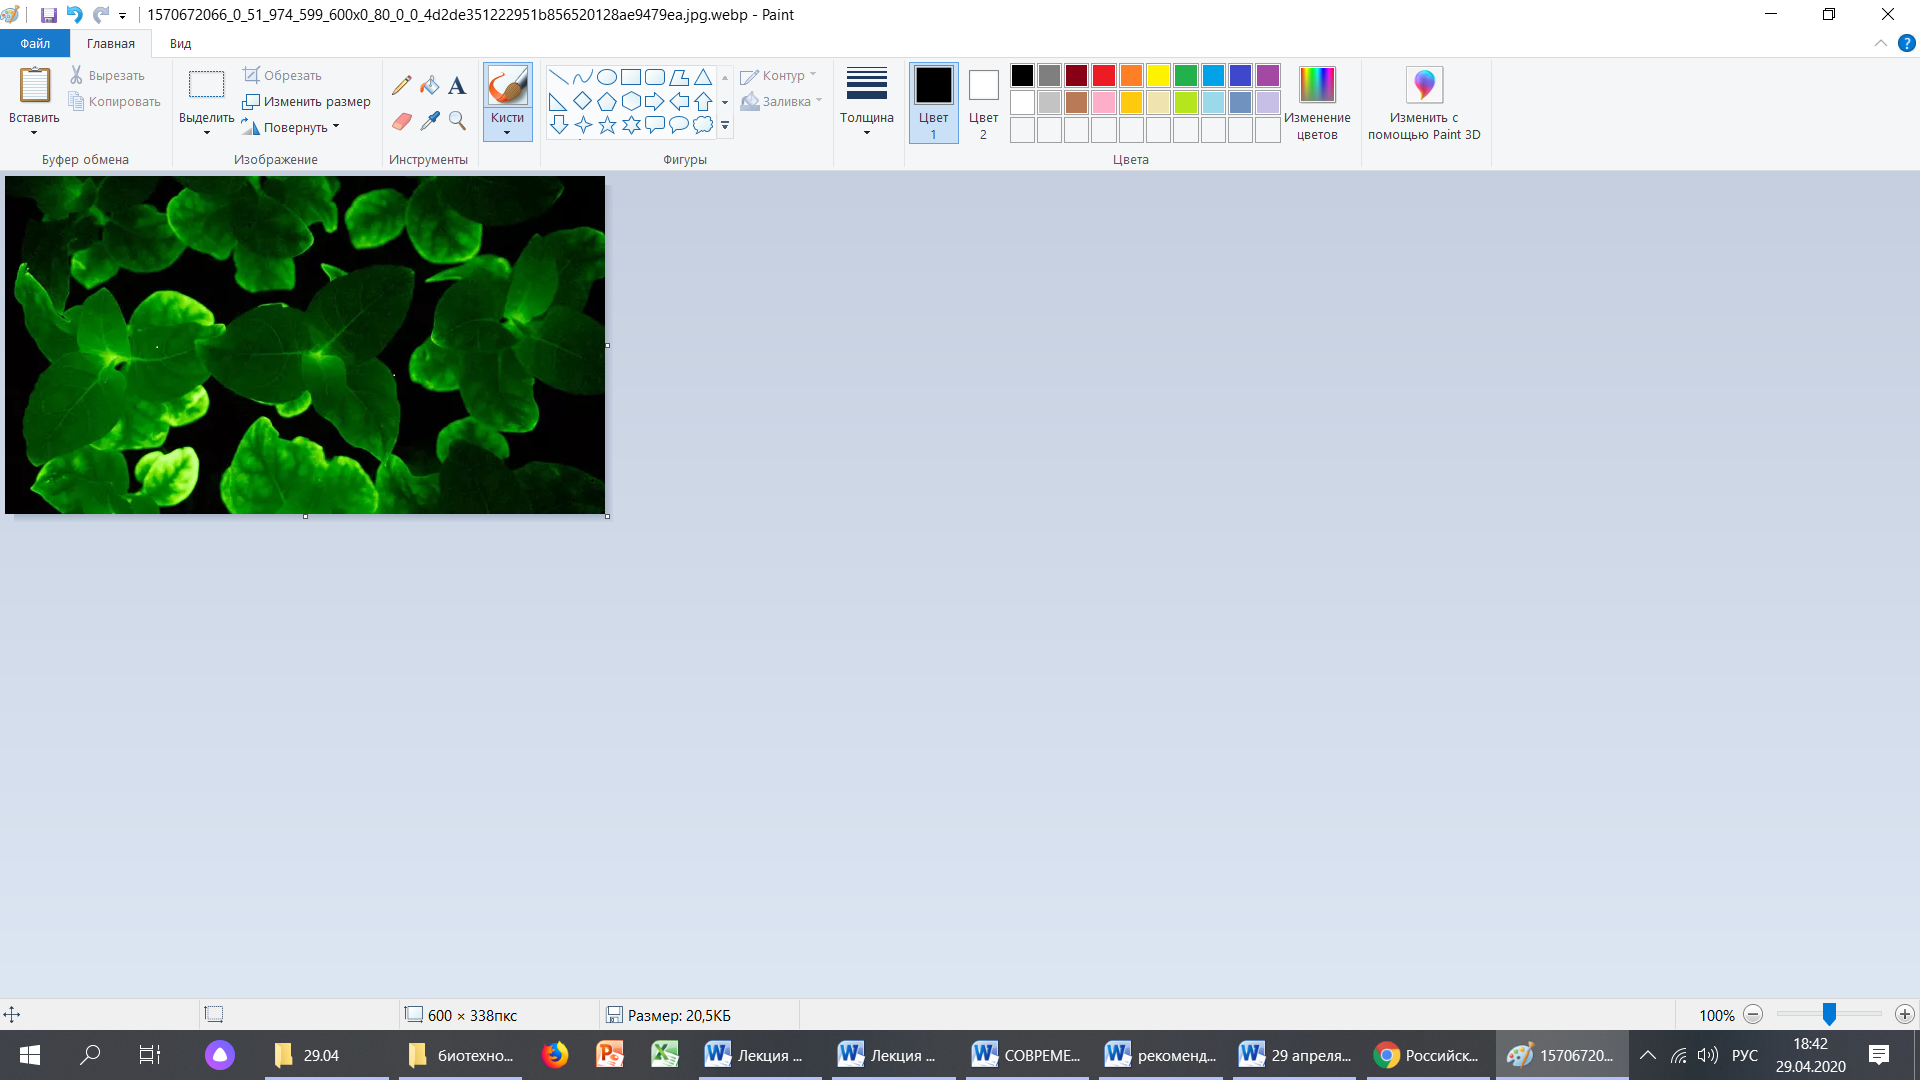 1570672066_0_51_974_599_600x0_80_0_0_4d2de351222951b856520128ae9479ea.jpg.webp - Paint
Файл Главная Вид
Вставить
Вырезать
Копировать
Буфер обмена
Выделить
Обрезать
Изменить размер
Повернуть
Изображение
A
Инструменты
Кисти
Контур
Заливка
Фигуры
Толщина
Цвет
1
Цвет
2
Изменение
цветов
Цвета
Изменить с
помощью Paint 3D
600 × 338пкс
Размер: 20,5КБ
100%
29.04
биотехно...
Лекция ...
Лекция ...
СОВРЕМЕ...
рекоменд...
29 апреля...
Российск...
15706720...
РУС
18:42
29.04.2020